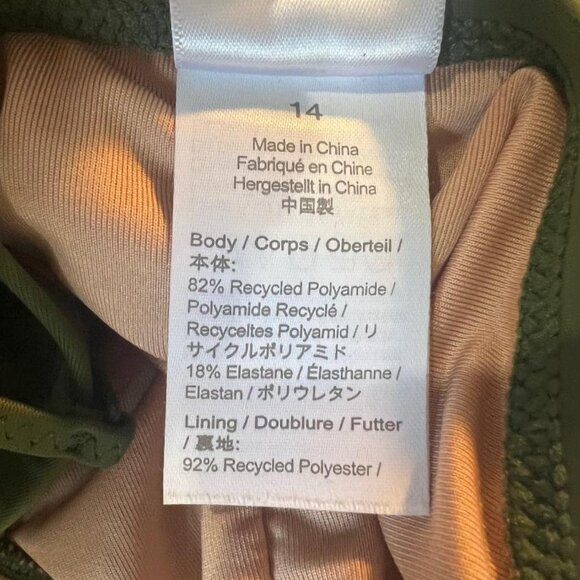 14
Made in China
Fabriqué en Chine
Hergestellt in China
中国製
Body / Corps / Oberteil /
本体:
82% Recycled Polyamide /
Polyamide Recyclé /
Recyceltes Polyamid / リ
サイクルポリアミド
18% Elastane / Élasthanne /
Elastan / ポリウレタン
Lining / Doublure / Futter
/ 裏地:
92% Recycled Polyester /